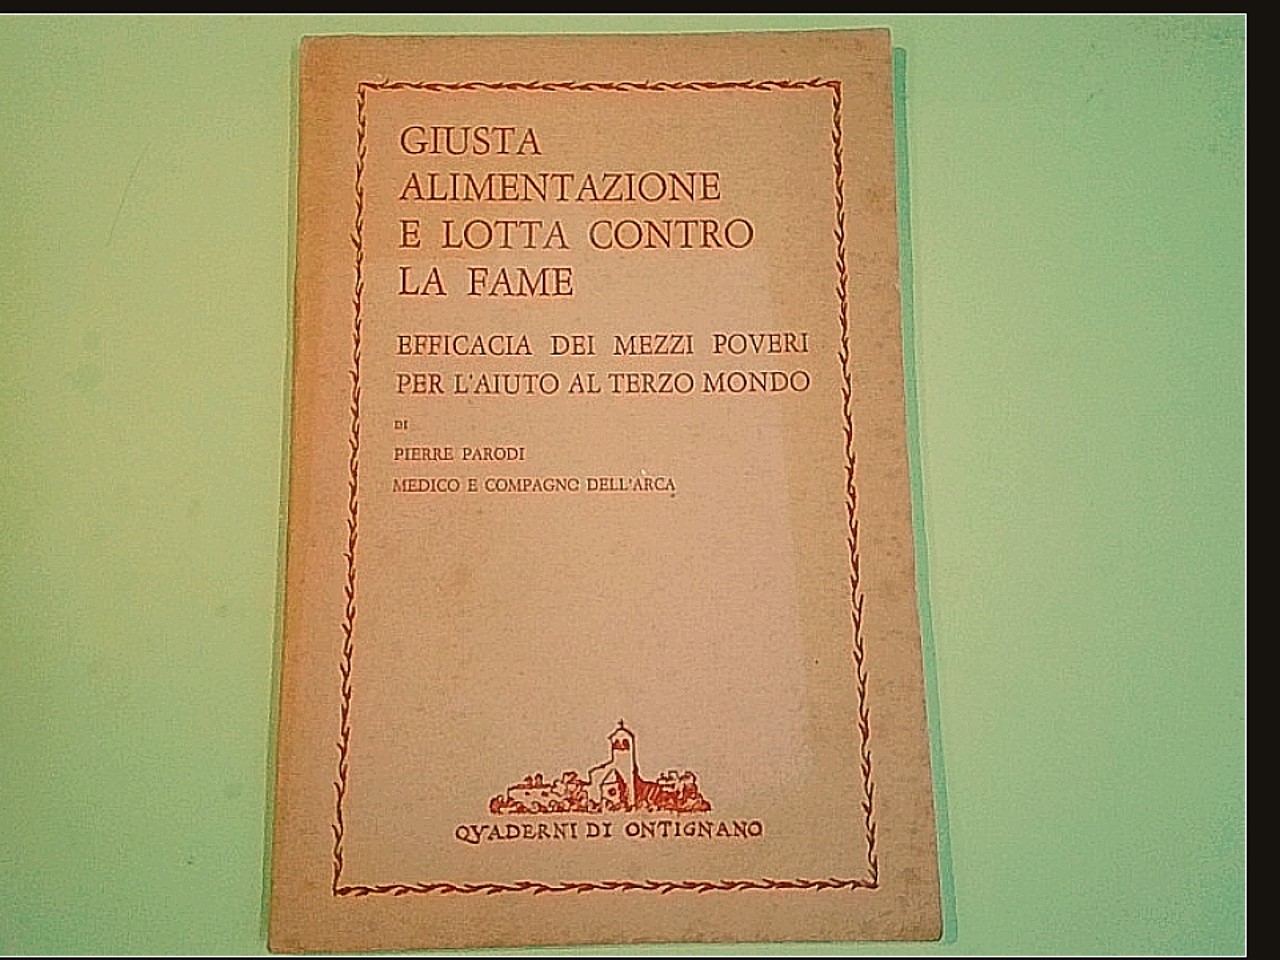 GIUSTA
ALIMENTAZIONE
E LOTTA CONTRO
LA FAME
EFFICACIA DEI MEZZI POVERI
PER L'AIUTO AL TERZO MONDO
DI
PIERRE PARODI
MEDICO E COMPAGNO DELL'ARCA
QVADERNI DI ONTIGNANO